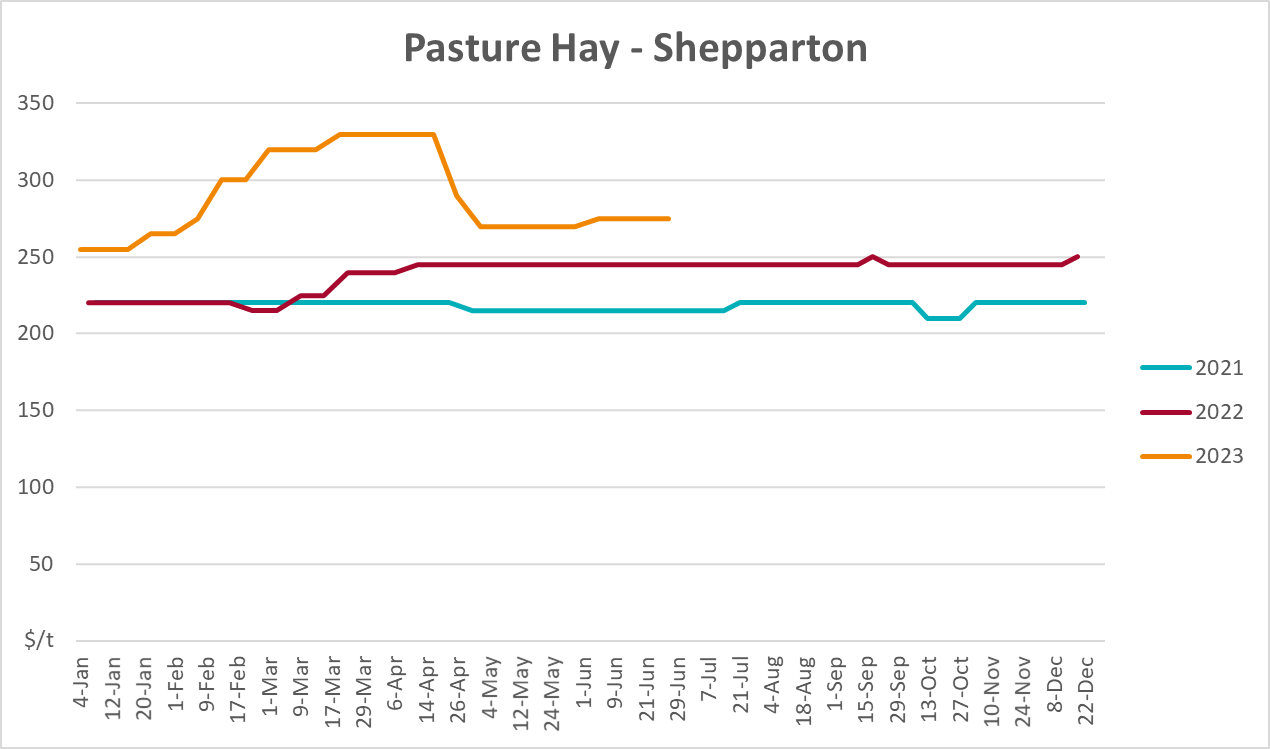 Pasture Hay - Shepparton
350
300
250
200
150
100
50
$/t
4-Jan
12-Jan
20-Jan
1-Feb
9-Feb
17-Feb
1-Mar
9-Mar
17-Mar
29-Mar
6-Apr
14-Apr
26-Apr
4-May
12-May
24-May
1-Jun
9-Jun
21-Jun
29-Jun
7-Jul
21-Jul
4-Aug
18-Aug
1-Sep
15-Sep
29-Sep
13-Oct
27-Oct
10-Nov
24-Nov
8-Dec
22-Dec
2021
2022
2023